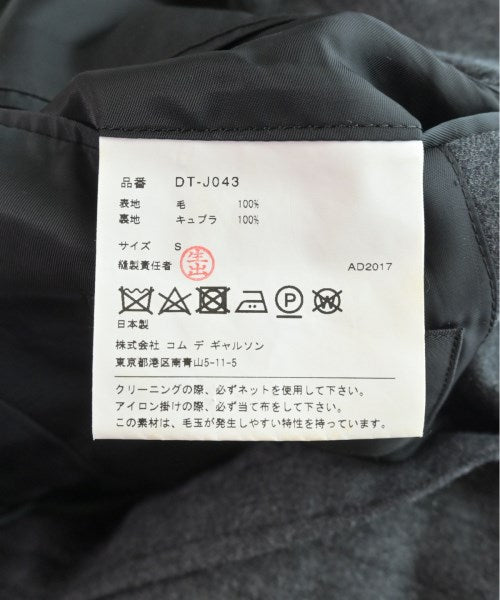 品番 DT-J043
表地 毛 100%
裏地 キュプラ 100%
サイズ S
縫製責任者 生出 AD2017
日本製
株式会社 コム デ ギャルソン
東京都港区南青山5-11-5
クリーニングの際、必ずネットを使用して下さい。
アイロン掛けの際、必ず当て布をして下さい。
この素材は、毛玉が発生しやすい特性を持っています。